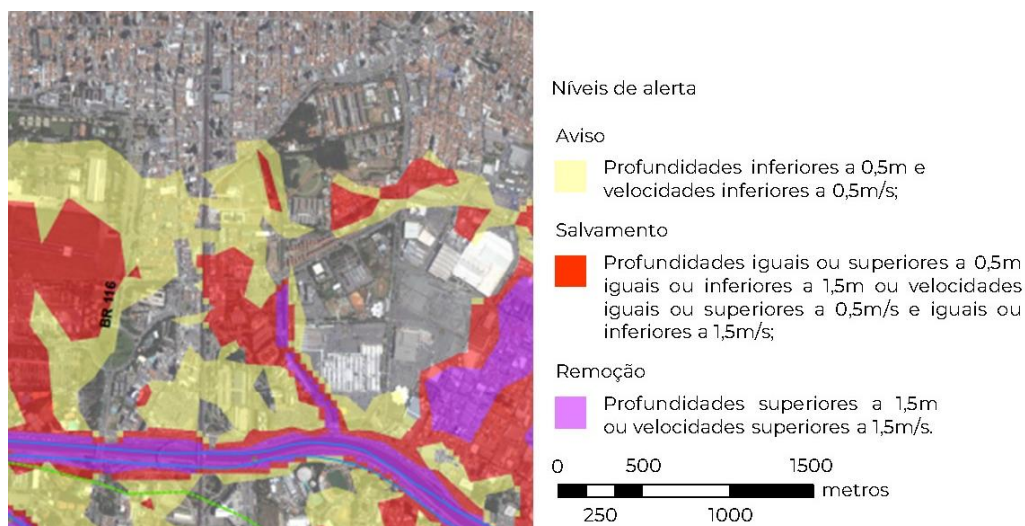 BR 116
Níveis de alerta
Aviso
Profundidades inferiores a 0,5m e
velocidades inferiores a 0,5m/s;
Salvamento
Profundidades iguais ou superiores a 0,5m
iguais ou inferiores a 1,5m ou velocidades
iguais ou superiores a 0,5m/s e iguais ou
inferiores a 1,5m/s;
Remoção
Profundidades superiores a 1,5m
ou velocidades superiores a 1,5m/s.
0 500 1500
metros
250 1000